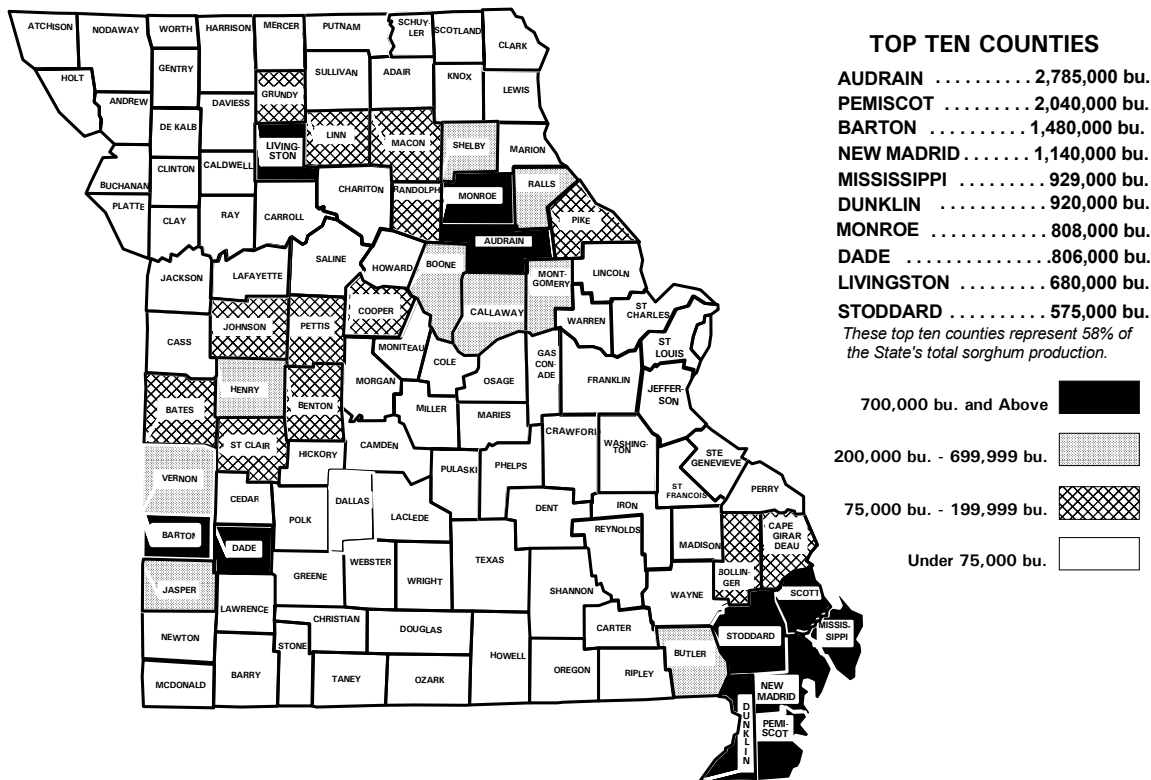 ATCHISON
NODAWAY
WORTH
HARRISON
MERCER
PUTNAM
SCHUY-
LER
SCOTLAND
CLARK
HOLT
GENTRY
SULLIVAN
ADAIR
KNOX
LEWIS
ANDREW
DAVIESS
GRUNDY
DE KALB
LIVING-
STON
LINN
MACON
SHELBY
MARION
BUCHANAN
CLINTON
CALDWELL
CHARITON
RANDOLPH
MONROE
RALLS
PLATTE
CLAY
RAY
CARROLL
PIKE
AUDRAIN
JACKSON
LAFAYETTE
SALINE
HOWARD
BOONE
MONT-
GOMERY
LINCOLN
CALLAWAY
WARREN
ST
CHARLES
COOPER
JOHNSON
PETTIS
CASS
MONITEAU
COLE
OSAGE
GAS
CON-
ADE
FRANKLIN
ST
LOUIS
JEFFER-
SON
HENRY
BENTON
MORGAN
MILLER
MARIES
BATES
ST CLAIR
HICKORY
CAMDEN
PULASKI
PHELPS
CRAWFORI
WASHING-
TON
STE
GENEVIEVE
ST
FRANCOIS
PERRY
VERNON
CEDAR
POLK
DALLAS
LACLEDE
DENT
IRON
REYNOLDS
MADISON
CAPE
GIRAR
DEAU
BOLLIN-
GER
BARTON
DADE
TEXAS
GREENE
WEBSTER
WRIGHT
SHANNON
WAYNE
SCOTT
JASPER
LAWRENCE
CHRISTIAN
DOUGLAS
CARTER
STODDARD
MISSIS-
SIPPI
NEWTON
STONE
HOWELL
BUTLER
MCDONALD
BARRY
TANEY
OZARK
OREGON
RIPLEY
NEW
MADRID
DUNKLIN
PEMI-
SCOT
TOP TEN COUNTIES
AUDRAIN . . . . . . . . . . 2,785,000 bu.
PEMISCOT . . . . . . . . . 2,040,000 bu.
BARTON . . . . . . . . . . 1,480,000 bu.
NEW MADRID . . . . . . . 1,140,000 bu.
MISSISSIPPI . . . . . . . . . 929,000 bu.
DUNKLIN . . . . . . . . . . . 920,000 bu.
MONROE . . . . . . . . . . . . 808,000 bu.
DADE . . . . . . . . . . . . . .806,000 bu.
LIVINGSTON . . . . . . . . . 680,000 bu.
STODDARD . . . . . . . . . . 575,000 bu.
These top ten counties represent 58% of
the State's total sorghum production.
700,000 bu. and Above
200,000 bu. - 699,999 bu.
75,000 bu. - 199,999 bu.
Under 75,000 bu.